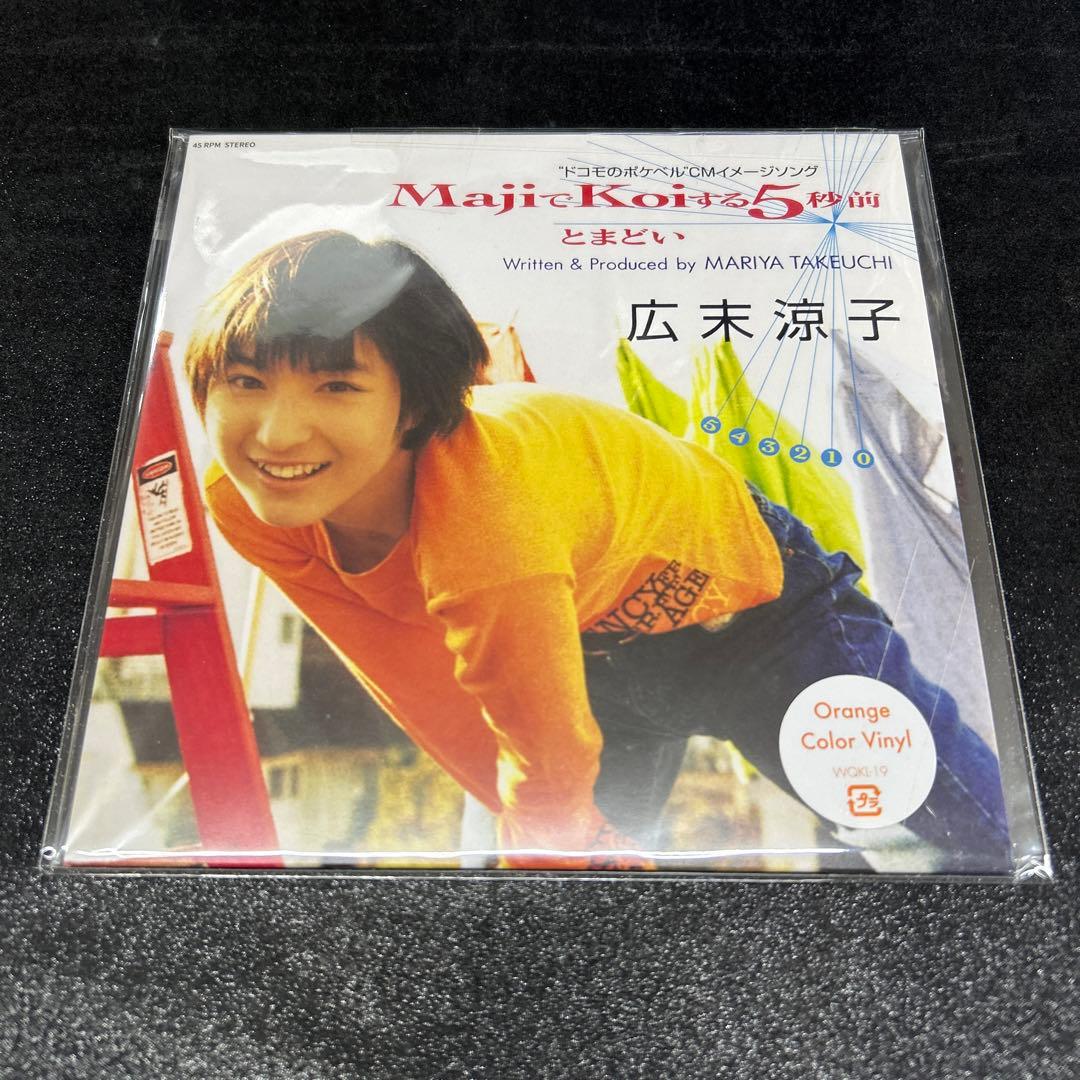 45 RPM STEREO
"ドコモのポケベル"CMイメージソング
MajiでKoiする5秒前
とまどい
Written & Produced by MARIYA TAKEUCHI
広末涼子
5 4 3 2 1 0
AGE
Orange
Color Vinyl
WQKL-19
プラ